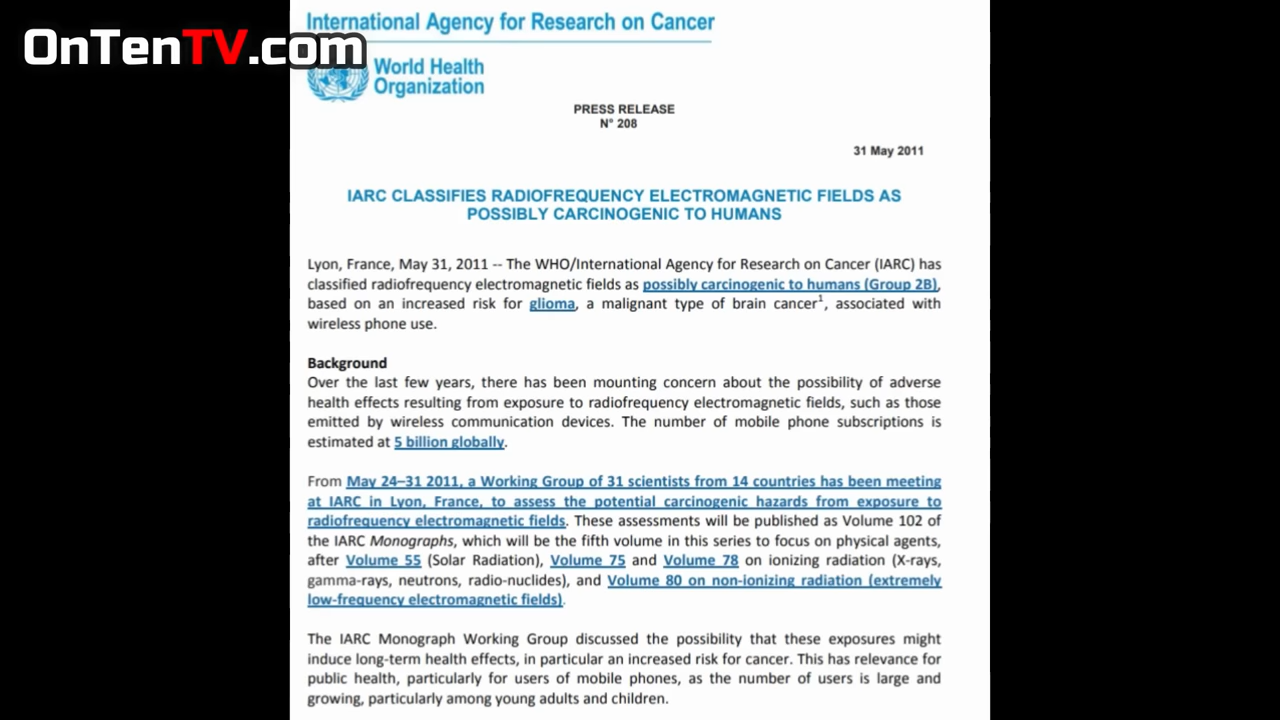 OnTenTV.com
International Agency for Research on Cancer
World Health
Organization
PRESS RELEASE
N° 208
31 May 2011
IARC CLASSIFIES RADIOFREQUENCY ELECTROMAGNETIC FIELDS AS
POSSIBLY CARCINOGENIC TO HUMANS
Lyon, France, May 31, 2011 -- The WHO/International Agency for Research on Cancer (IARC) has
classified radiofrequency electromagnetic fields as possibly carcinogenic to humans (Group 2B),
based on an increased risk for glioma, a malignant type of brain cancer¹, associated with
wireless phone use.
Background
Over the last few years, there has been mounting concern about the possibility of adverse
health effects resulting from exposure to radiofrequency electromagnetic fields, such as those
emitted by wireless communication devices. The number of mobile phone subscriptions is
estimated at 5 billion globally.
From May 24–31 2011, a Working Group of 31 scientists from 14 countries has been meeting
at IARC in Lyon, France, to assess the potential carcinogenic hazards from exposure to
radiofrequency electromagnetic fields. These assessments will be published as Volume 102 of
the IARC Monographs, which will be the fifth volume in this series to focus on physical agents,
after Volume 55 (Solar Radiation), Volume 75 and Volume 78 on ionizing radiation (X-rays,
gamma-rays, neutrons, radio-nuclides), and Volume 80 on non-ionizing radiation (extremely
low-frequency electromagnetic fields).
The IARC Monograph Working Group discussed the possibility that these exposures might
induce long-term health effects, in particular an increased risk for cancer. This has relevance for
public health, particularly for users of mobile phones, as the number of users is large and
growing, particularly among young adults and children.